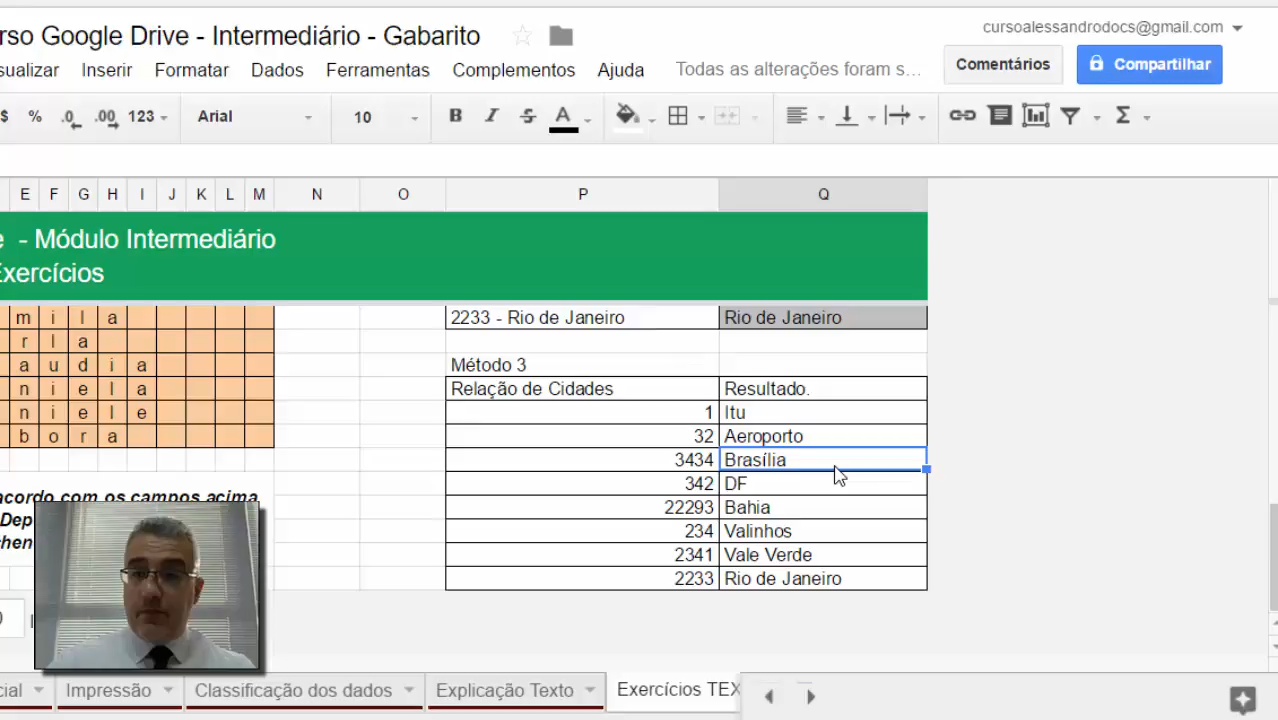 rso Google Drive - Intermediário - Gabarito
cursoalessandrodocs@gmail.com
sualizar Inserir Formatar Dados Ferramentas Complementos Ajuda Todas as alterações foram s...
Comentários
Compartilhar
$ % .0 .00 123 Arial 10 B I S A Σ
E F G H I J K L M N O P Q
e - Módulo Intermediário
Exercícios
m i l a 2233 - Rio de Janeiro Rio de Janeiro
r l a
a u d i a Método 3
n i e l a Relação de Cidades Resultado.
n i e l e 1 Itu
b o r a 32 Aeroporto
3434 Brasília
342 DF
22293 Bahia
234 Valinhos
2341 Vale Verde
2233 Rio de Janeiro
acordo com os campos acima
Dep
chen
cial Impressão Classificação dos dados Explicação Texto Exercícios TEX